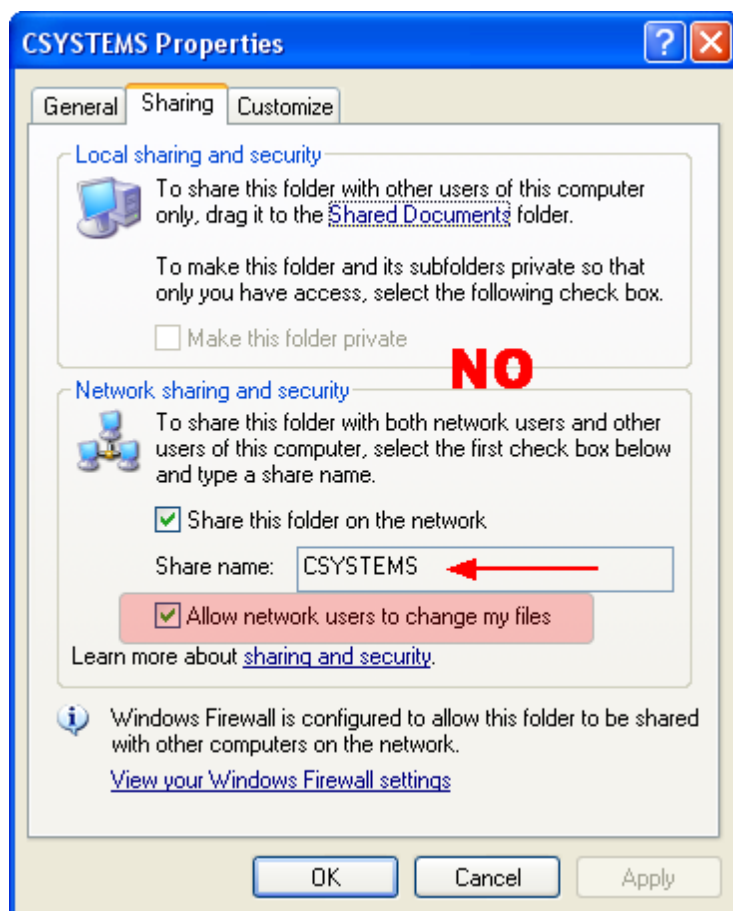 CSYSTEMS Properties
General Sharing Customize
Local sharing and security
To share this folder with other users of this computer
only, drag it to the Shared Documents folder.
To make this folder and its subfolders private so that
only you have access, select the following check box.
Make this folder private
NO
Network sharing and security
To share this folder with both network users and other
users of this computer, select the first check box below
and type a share name.
Share this folder on the network
Share name: CSYSTEMS
Allow network users to change my files
Learn more about sharing and security.
Windows Firewall is configured to allow this folder to be shared
with other computers on the network.
View your Windows Firewall settings
OK Cancel Apply